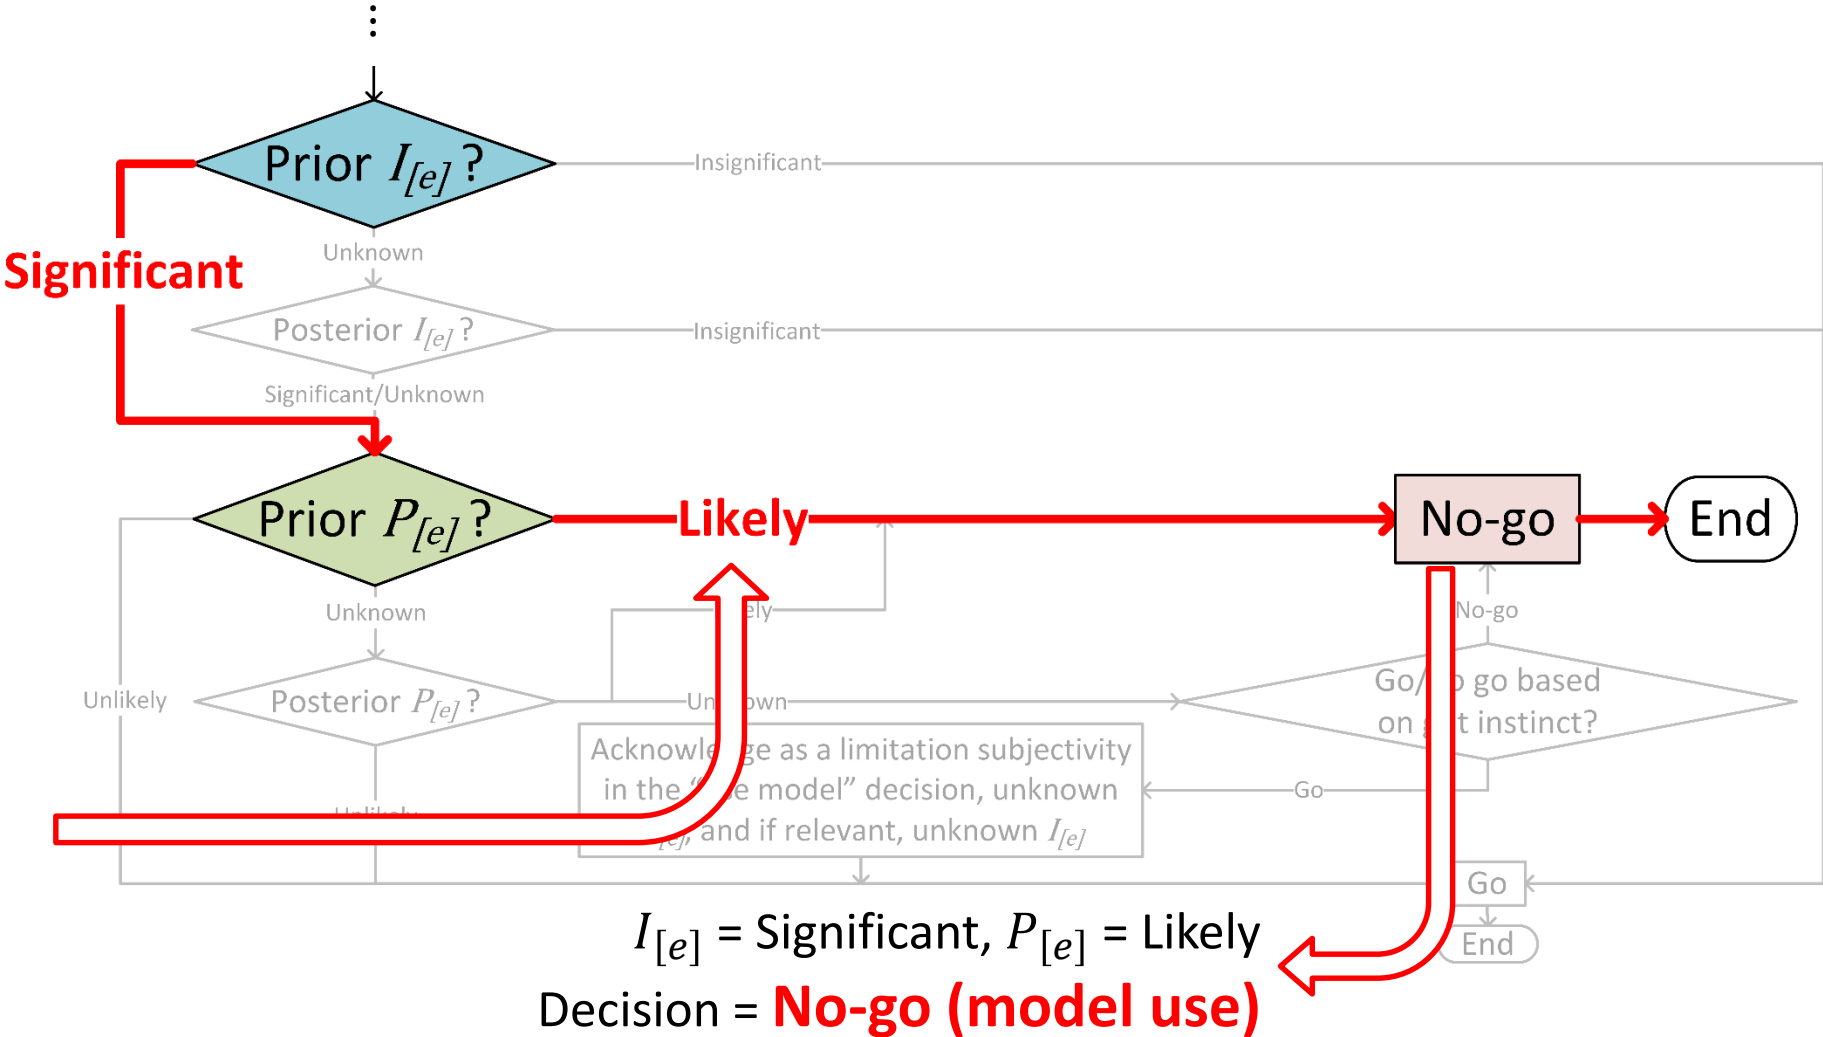 ⋮
Prior I[e] ?
Insignificant
Significant
Unknown
Posterior I[e] ?
Insignificant
Significant/Unknown
Prior P[e] ?
Likely
No-go
End
Unknown
No-go
Unlikely
Posterior P[e] ?
Go/ go based
on instinct?
Acknowledge as a limitation subjectivity
in the model” decision, unknown
[e], and if relevant, unknown I[e]
Go
Go
End
I[e] = Significant, P[e] = Likely
Decision = No-go (model use)